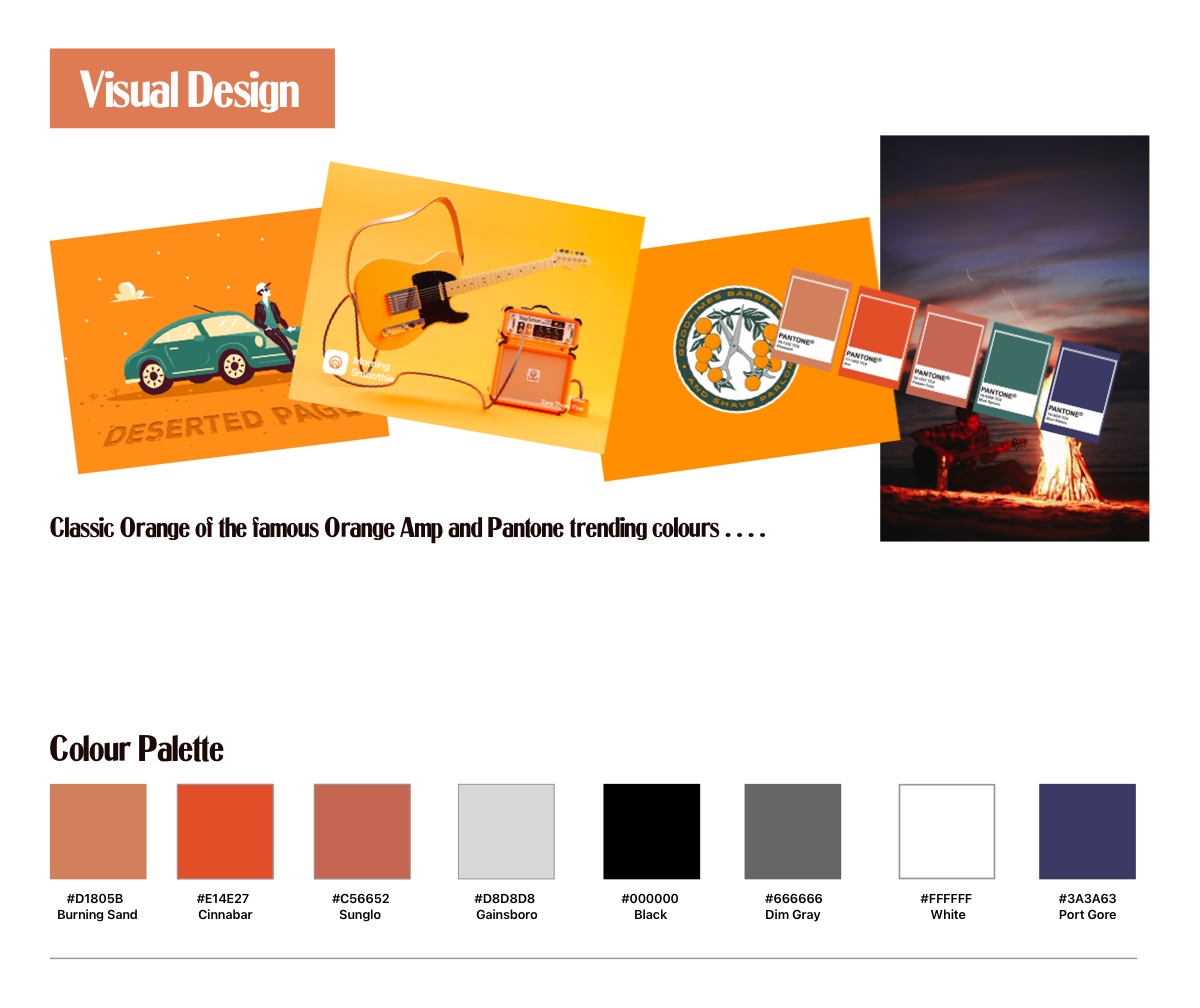 Visual Design
DESERTED PAGE
Morning
Smoothie
GOODTIMES BARBERS
• AND SHAVE PARLOR
PANTONE®
PANTONE®
PANTONE®
PANTONE®
PANTONE®
Classic Orange of the famous Orange Amp and Pantone trending colours . . . .
Colour Palette
#D1805B
Burning Sand
#E14E27
Cinnabar
#C56652
Sunglo
#D8D8D8
Gainsboro
#000000
Black
#666666
Dim Gray
#FFFFFF
White
#3A3A63
Port Gore